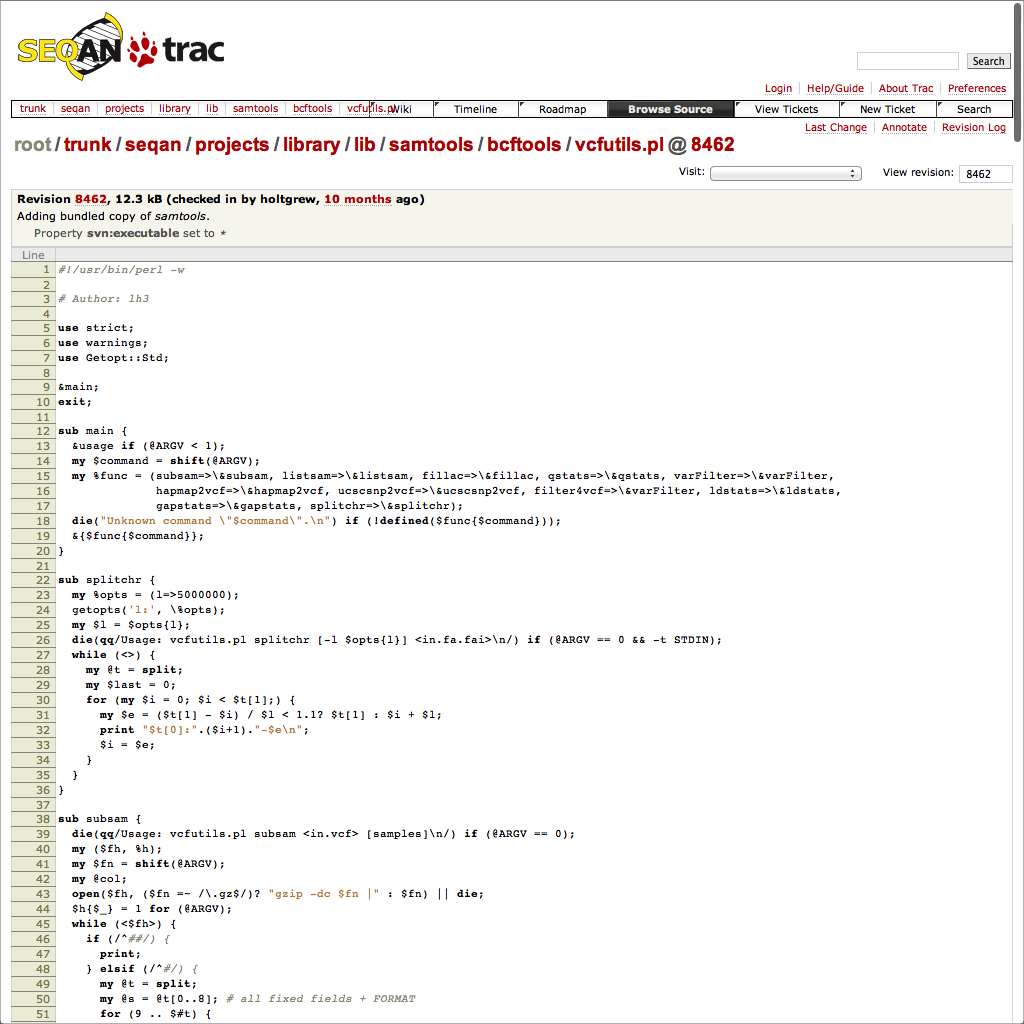 SEQAN trac
Search
Login Help/Guide About Trac Preferences
trunk seqan projects library lib samtools bcftools vcfutils.pl Wiki Timeline Roadmap Browse Source View Tickets New Ticket Search
Last Change Annotate Revision Log
root/trunk/seqan/projects/library/lib/samtools/bcftools/vcfutils.pl @ 8462
Visit: View revision: 8462
Revision 8462, 12.3 kB (checked in by holtgrew, 10 months ago)
Adding bundled copy of samtools.
Property svn:executable set to *
Line
1 #!/usr/bin/perl -w
2
3 # Author: lh3
4
5 use strict;
6 use warnings;
7 use Getopt::Std;
8
9 &main;
10 exit;
11
12 sub main {
13   &usage if (@ARGV < 1);
14   my $command = shift(@ARGV);
15   my %func = (subsam=>\&subsam, listsam=>\&listsam, fillac=>\&fillac, qstats=>\&qstats, varFilter=>\&varFilter,
16               hapmap2vcf=>\&hapmap2vcf, ucscsnp2vcf=>\&ucscsnp2vcf, filter4vcf=>\&varFilter, ldstats=>\&ldstats,
17               gapstats=>\&gapstats, splitchr=>\&splitchr);
18   die("Unknown command \"$command\".\n") if (!defined($func{$command}));
19   &{$func{$command}};
20 }
21
22 sub splitchr {
23   my %opts = (l=>5000000);
24   getopts('l:', \%opts);
25   my $l = $opts{l};
26   die(qq/Usage: vcfutils.pl splitchr [-l $opts{l}] <in.fa.fai>\n/) if (@ARGV == 0 && -t STDIN);
27   while (<>) {
28     my @t = split;
29     my $last = 0;
30     for (my $i = 0; $i < $t[1];) {
31       my $e = ($t[1] - $i) / $l < 1.1? $t[1] : $i + $l;
32       print "$t[0]:".($i+1)."-$e\n";
33       $i = $e;
34     }
35   }
36 }
37
38 sub subsam {
39   die(qq/Usage: vcfutils.pl subsam <in.vcf> [samples]\n/) if (@ARGV == 0);
40   my ($fh, %h);
41   my $fn = shift(@ARGV);
42   my @col;
43   open($fh, ($fn =~ /\.gz$/)? "gzip -dc $fn |" : $fn) || die;
44   $h{$_} = 1 for (@ARGV);
45   while (<$fh>) {
46     if (/^##/) {
47       print;
48     } elsif (/^#/) {
49       my @t = split;
50       my @s = @t[0..8]; # all fixed fields + FORMAT
51       for (9 .. $#t) {